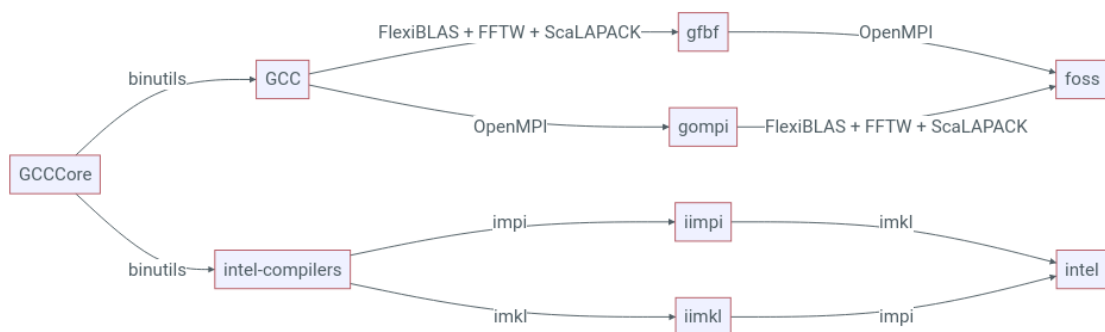 FlexiBLAS + FFTW + ScaLAPACK
gfbf
OpenMPI
binutils
GCC
foss
OpenMPI
gompi
FlexiBLAS + FFTW + ScaLAPACK
GCCCore
impi
iimpi
imkl
binutils
intel-compilers
intel
imkl
iimkl
impi